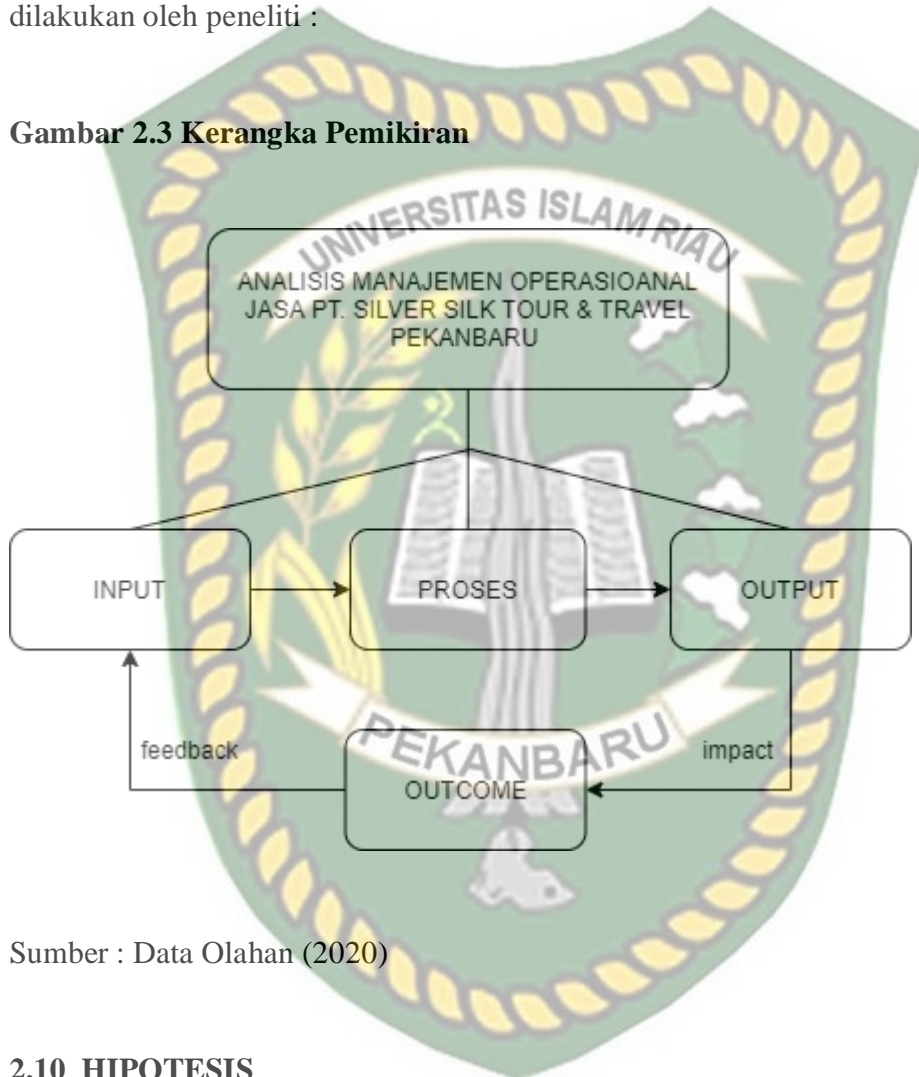 dilakukan oleh peneliti :
Gambar 2.3 Kerangka Pemikiran
UNIVERSITAS ISLAM RIAU
ANALISIS MANAJEMEN OPERASIOANAL
JASA PT. SILVER SILK TOUR & TRAVEL
PEKANBARU
INPUT
PROSES
OUTPUT
feedback
PEKANBARU
impact
OUTCOME
Sumber : Data Olahan (2020)
2.10 HIPOTESIS